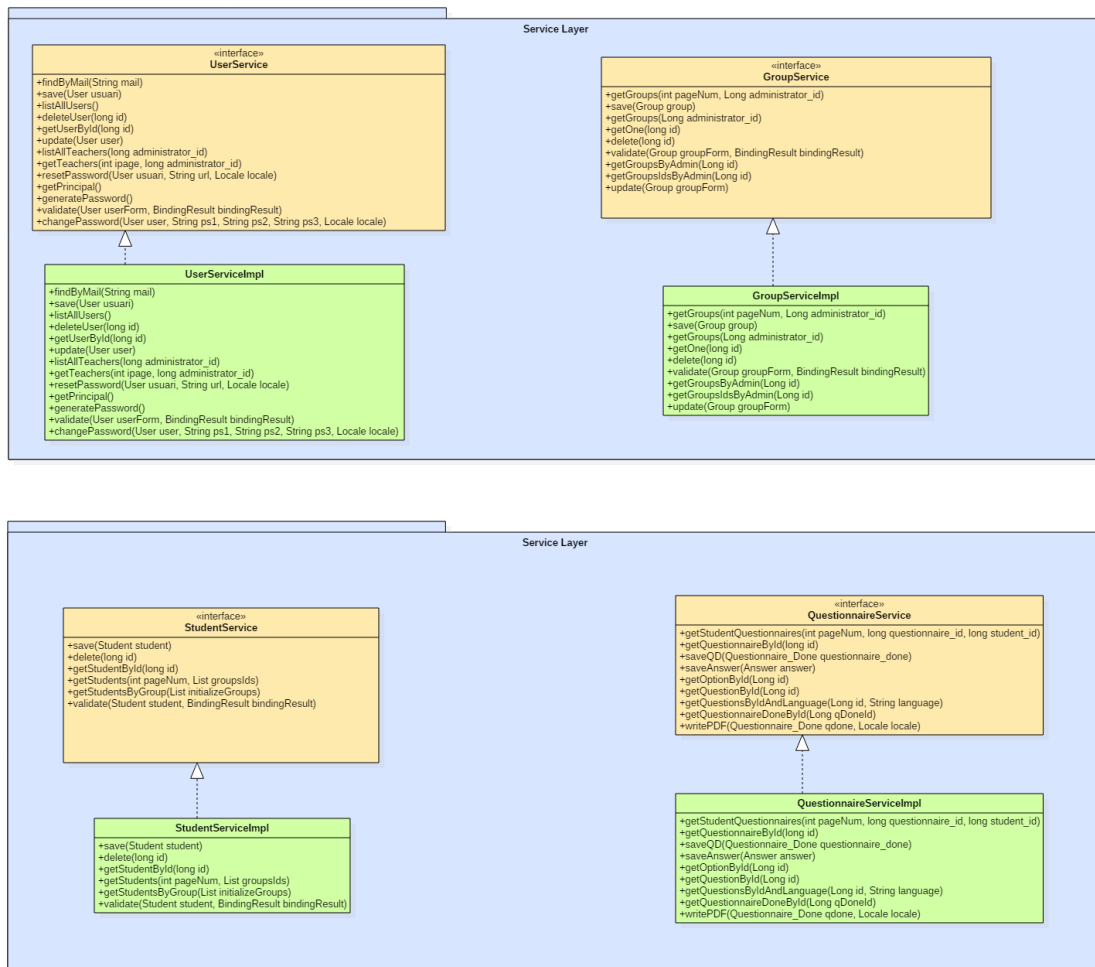 Service Layer
«interface»
UserService
+findByMail(String mail)
+save(User usuari)
+listAllUsers()
+deleteUser(long id)
+getUserById(long id)
+update(User user)
+listAllTeachers(long administrator_id)
+getTeachers(int ipage, long administrator_id)
+resetPassword(User usuari, String url, Locale locale)
+getPrincipal()
+generatePassword()
+validate(User userForm, BindingResult bindingResult)
+changePassword(User user, String ps1, String ps2, String ps3, Locale locale)
«interface»
GroupService
+getGroups(int pageNum, Long administrator_id)
+save(Group group)
+getGroups(Long administrator_id)
+getOne(long id)
+delete(long id)
+validate(Group groupForm, BindingResult bindingResult)
+getGroupsByAdmin(Long id)
+getGroupsIdsByAdmin(Long id)
+update(Group groupForm)
UserServiceImpl
+findByMail(String mail)
+save(User usuari)
+listAllUsers()
+deleteUser(long id)
+getUserById(long id)
+update(User user)
+listAllTeachers(long administrator_id)
+getTeachers(int ipage, long administrator_id)
+resetPassword(User usuari, String url, Locale locale)
+getPrincipal()
+generatePassword()
+validate(User userForm, BindingResult bindingResult)
+changePassword(User user, String ps1, String ps2, String ps3, Locale locale)
GroupServiceImpl
+getGroups(int pageNum, Long administrator_id)
+save(Group group)
+getGroups(Long administrator_id)
+getOne(long id)
+delete(long id)
+validate(Group groupForm, BindingResult bindingResult)
+getGroupsByAdmin(Long id)
+getGroupsIdsByAdmin(Long id)
+update(Group groupForm)
Service Layer
«interface»
StudentService
+save(Student student)
+delete(long id)
+getStudentById(long id)
+getStudents(int pageNum, List groupsIds)
+getStudentsByGroup(List initializeGroups)
+validate(Student student, BindingResult bindingResult)
«interface»
QuestionnaireService
+getStudentQuestionnaires(int pageNum, long questionnaire_id, long student_id)
+getQuestionnaireById(long id)
+saveQD(Questionnaire_Done questionnaire_done)
+saveAnswer(Answer answer)
+getOptionById(Long id)
+getQuestionById(Long id)
+getQuestionsByIdAndLanguage(Long id, String language)
+getQuestionnaireDoneById(Long qDoneId)
+writePDF(Questionnaire_Done qdone, Locale locale)
StudentServiceImpl
+save(Student student)
+delete(long id)
+getStudentById(long id)
+getStudents(int pageNum, List groupsIds)
+getStudentsByGroup(List initializeGroups)
+validate(Student student, BindingResult bindingResult)
QuestionnaireServiceImpl
+getStudentQuestionnaires(int pageNum, long questionnaire_id, long student_id)
+getQuestionnaireById(long id)
+saveQD(Questionnaire_Done questionnaire_done)
+saveAnswer(Answer answer)
+getOptionById(Long id)
+getQuestionById(Long id)
+getQuestionsByIdAndLanguage(Long id, String language)
+getQuestionnaireDoneById(Long qDoneId)
+writePDF(Questionnaire_Done qdone, Locale locale)